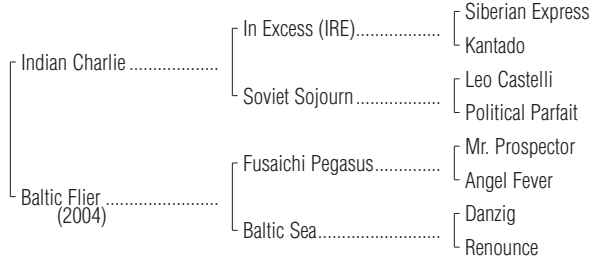 Siberian Express
In Excess (IRE)..................
Kantado
Indian Charlie ...................
Leo Castelli
Soviet Sojourn ..................
Political Parfait
Mr. Prospector
Fusaichi Pegasus..............
Angel Fever
Baltic Flier ........................
(2004)
Danzig
Baltic Sea..........................
Renounce